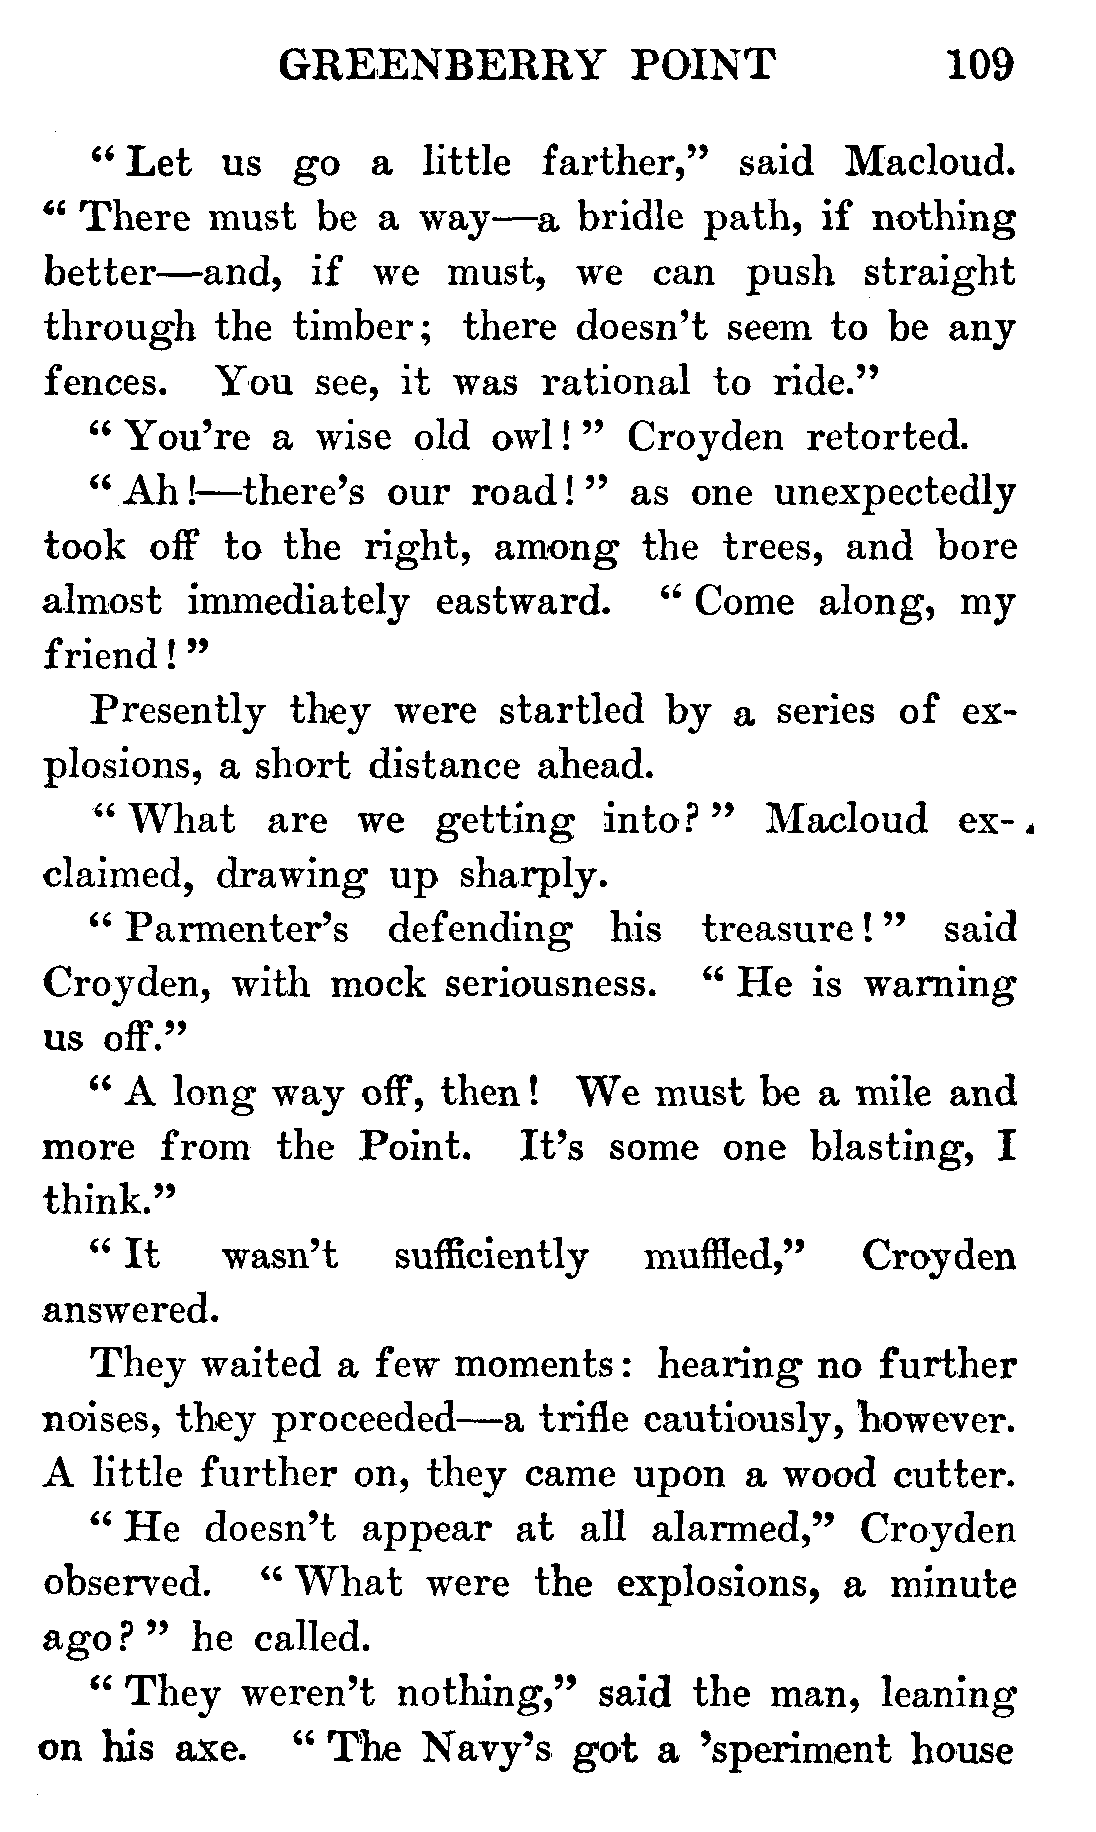 GREENBERRY POINT 109
“ Let us go a little farther,” said Macloud.
“ There must be a way—a bridle path, if nothing
better—and, if we must, we can push straight
through the timber; there doesn’t seem to be any
fences. You see, it was rational to ride.”
“ You’re a wise old owl! ” Croyden retorted.
“ Ah!—there’s our road! ” as one unexpectedly
took off to the right, among the trees, and bore
almost immediately eastward. “ Come along, my
friend! ”
Presently they were startled by a series of ex-
plosions, a short distance ahead.
“ What are we getting into? ” Macloud ex-
claimed, drawing up sharply.
“ Parmenter’s defending his treasure! ” said
Croyden, with mock seriousness. “ He is warning
us off.”
“ A long way off, then! We must be a mile and
more from the Point. It’s some one blasting, I
think.”
“ It wasn’t sufficiently muffled,” Croyden
answered.
They waited a few moments: hearing no further
noises, they proceeded—a trifle cautiously, however.
A little further on, they came upon a wood cutter.
“ He doesn’t appear at all alarmed,” Croyden
observed. “ What were the explosions, a minute
ago? ” he called.
“ They weren’t nothing,” said the man, leaning
on his axe. “ The Navy’s got a ’speriment house